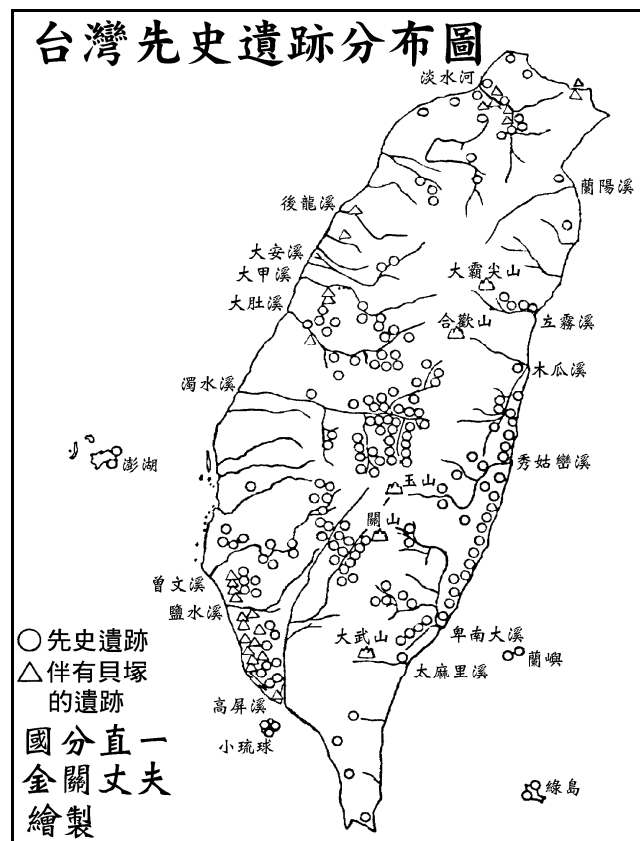 台灣先史遺跡分布圖
淡水河
蘭陽溪
後龍溪
大安溪
大甲溪
大霸尖山
大肚溪
合歡山
立霧溪
木瓜溪
濁水溪
澎湖
秀姑巒溪
玉山
關山
曾文溪
鹽水溪
大武山
卑南大溪
蘭嶼
太麻里溪
○先史遺跡
△伴有貝塚
的遺跡
高屏溪
小琉球
綠島
國分直一
金關丈夫
繪製